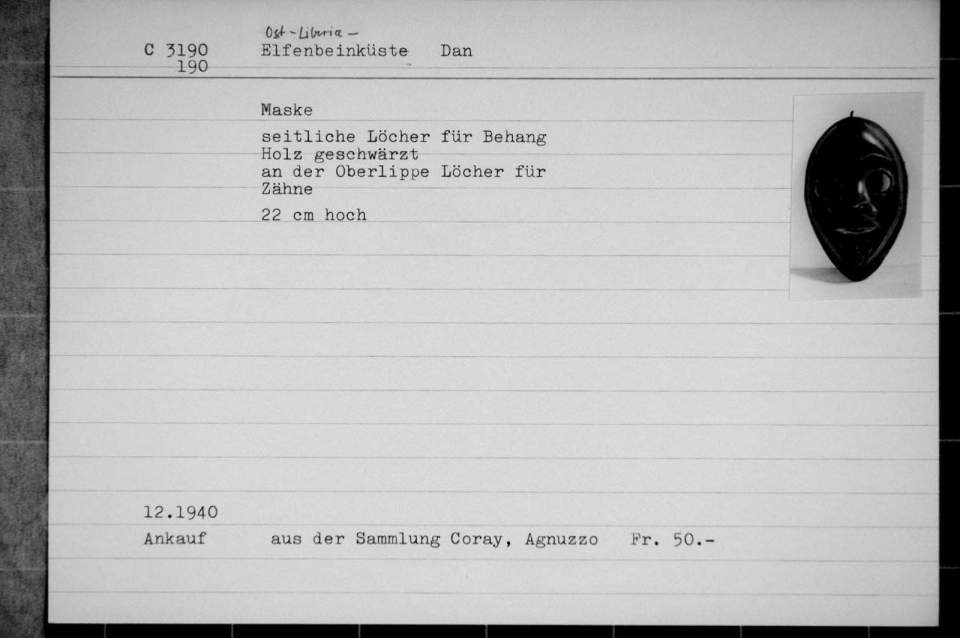 Ost-Liberia-
C 3190 Elfenbeinküste Dan
190
Maske
seitliche Löcher für Behang
Holz geschwärzt
an der Oberlippe Löcher für
Zähne
22 cm hoch
12.1940
Ankauf aus der Sammlung Coray, Agnuzzo Fr. 50.-